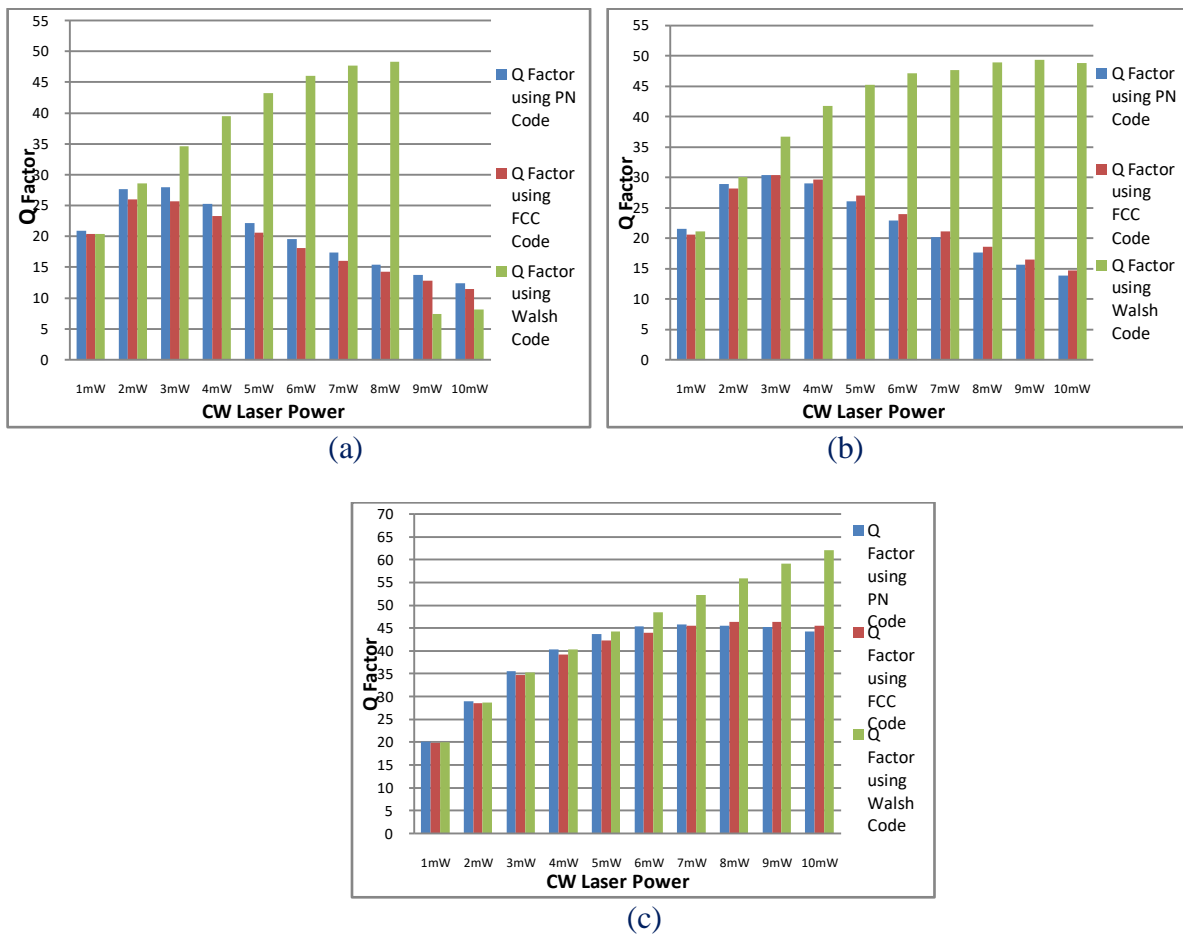 55
50
45
40
35
30
25
20
15
10
5
0
Q Factor
1mW 2mW 3mW 4mW 5mW 6mW 7mW 8mW 9mW 10mW
CW Laser Power
Q Factor
using PN
Code
Q Factor
using
FCC
Code
Q Factor
using
Walsh
Code
(a)
55
50
45
40
35
30
25
20
15
10
5
0
Q Factor
1mW 2mW 3mW 4mW 5mW 6mW 7mW 8mW 9mW 10mW
CW Laser Power
Q Factor
using PN
Code
Q Factor
using
FCC
Code
Q Factor
using
Walsh
Code
(b)
70
65
60
55
50
45
40
35
30
25
20
15
10
5
0
Q Factor
1mW 2mW 3mW 4mW 5mW 6mW 7mW 8mW 9mW 10mW
CW Laser Power
Q
Factor
using
PN
Code
Q
Factor
using
FCC
Code
Q
Factor
using
Walsh
Code
(c)